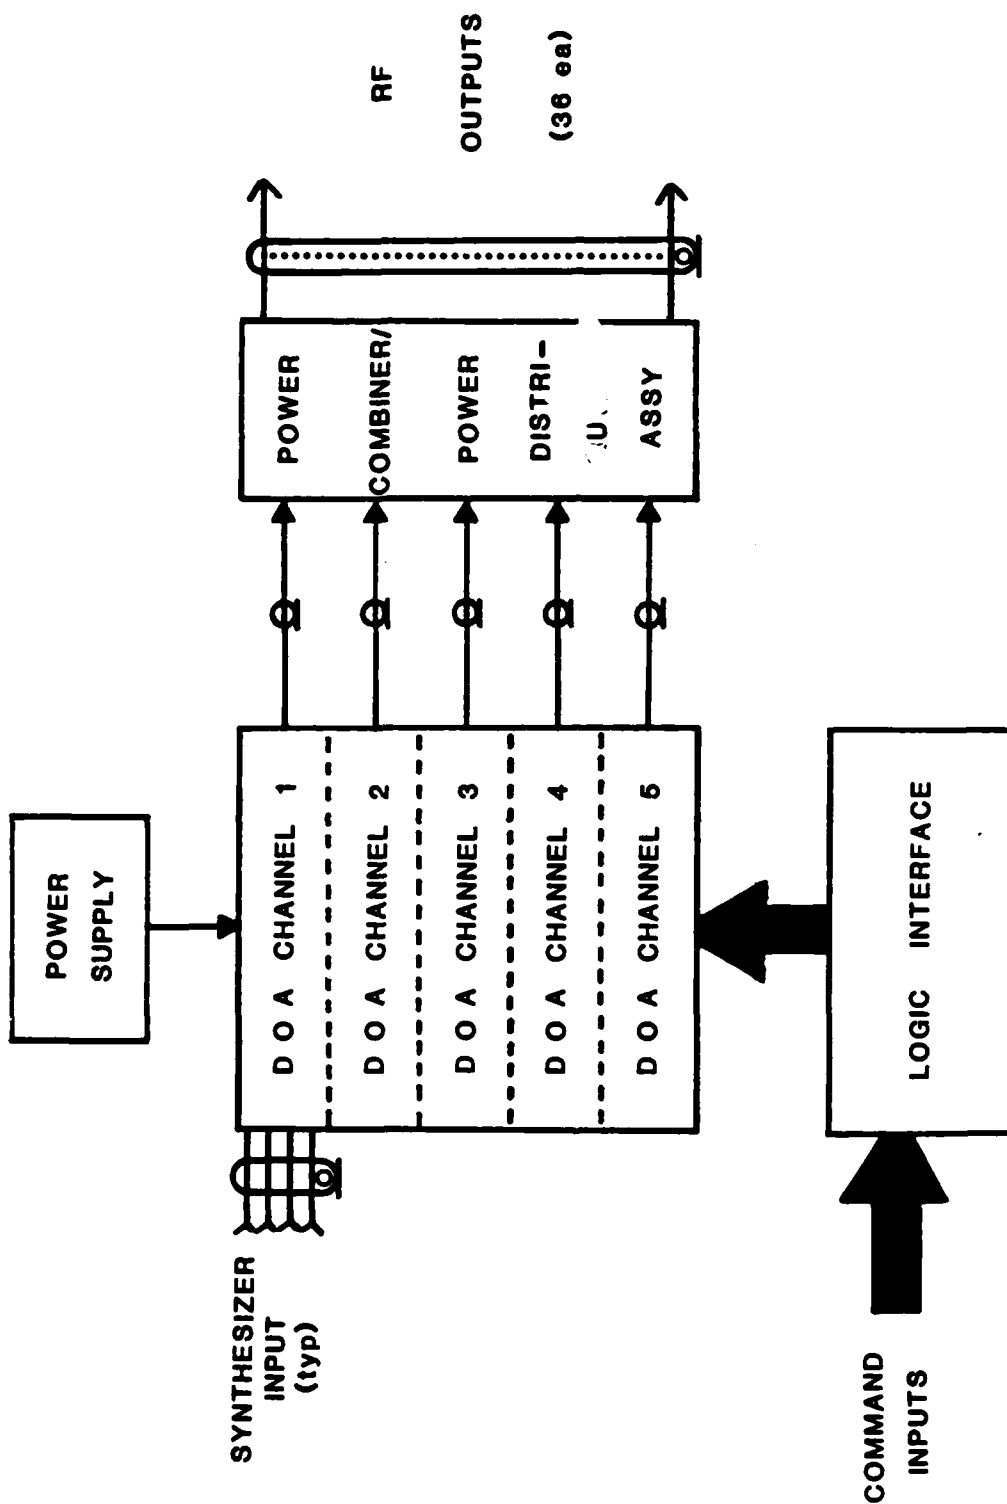 POWER
SUPPLY
SYNTHESIZER
INPUT
(typ)
D O A CHANNEL 1
D O A CHANNEL 2
D O A CHANNEL 3
D O A CHANNEL 4
D O A CHANNEL 5
POWER
COMBINER/
POWER
DISTRI-
ASSY
RF
OUTPUTS
(36 ea)
COMMAND
INPUTS
LOGIC INTERFACE